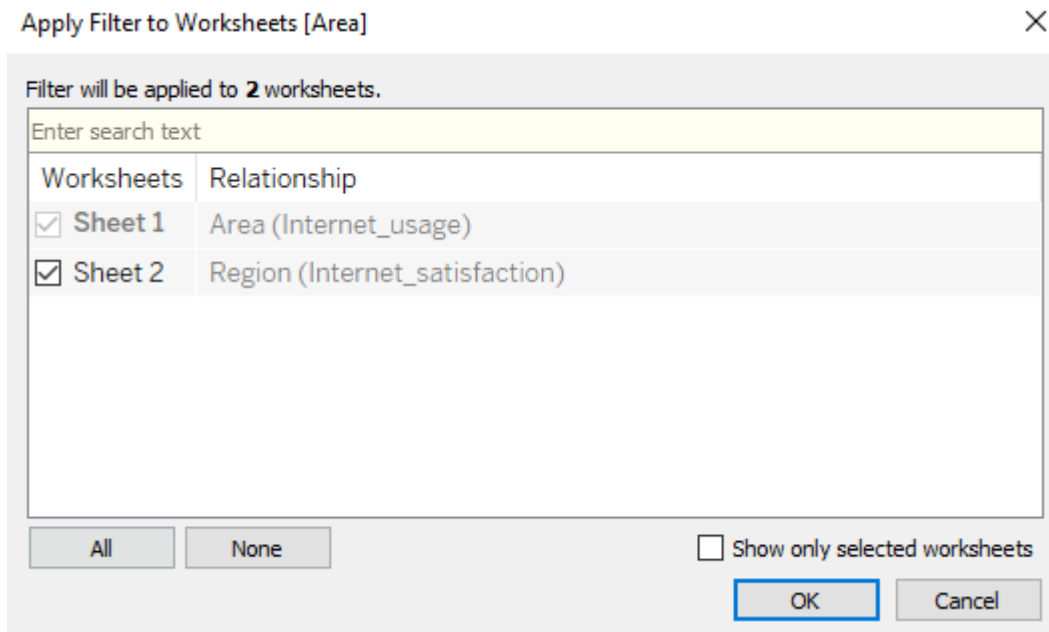 Apply Filter to Worksheets [Area]
Filter will be applied to 2 worksheets.
Enter search text
Worksheets Relationship
Sheet 1 Area (Internet_usage)
Sheet 2 Region (Internet_satisfaction)
All None Show only selected worksheets
OK Cancel